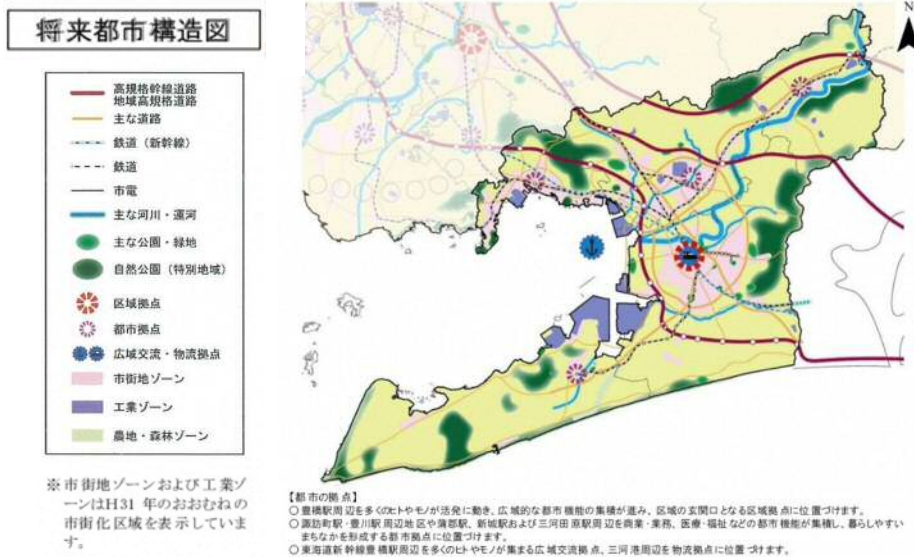 将来都市構造図
高規格幹線道路
地域高規格道路
主な道路
鉄道（新幹線）
鉄道
市電
主な河川・運河
主な公園・緑地
自然公園（特別地域）
区域拠点
都市拠点
広域交流・物流拠点
市街地ゾーン
工業ゾーン
農地・森林ゾーン
※市街地ゾーンおよび工業ゾ
ーンはH31 年のおおむねの
市街化区域を表示していま
す。
N
【都市の拠点】
○豊橋駅周辺を多くのヒトやモノが活発に動き、広域的な都市機能の集積が進み、区域の玄関口となる区域拠点に位置づけます。
○諏訪町駅・豊川駅周辺地区や蒲郡駅、新城駅および三河田原駅周辺を商業・業務、医療・福祉などの都市機能が集積し、暮らしやすい
まちなかを形成する都市拠点に位置づけます。
○東海道新幹線豊橋駅周辺を多くのヒトやモノが集まる広域交流拠点、三河港周辺を物流拠点に位置づけます。